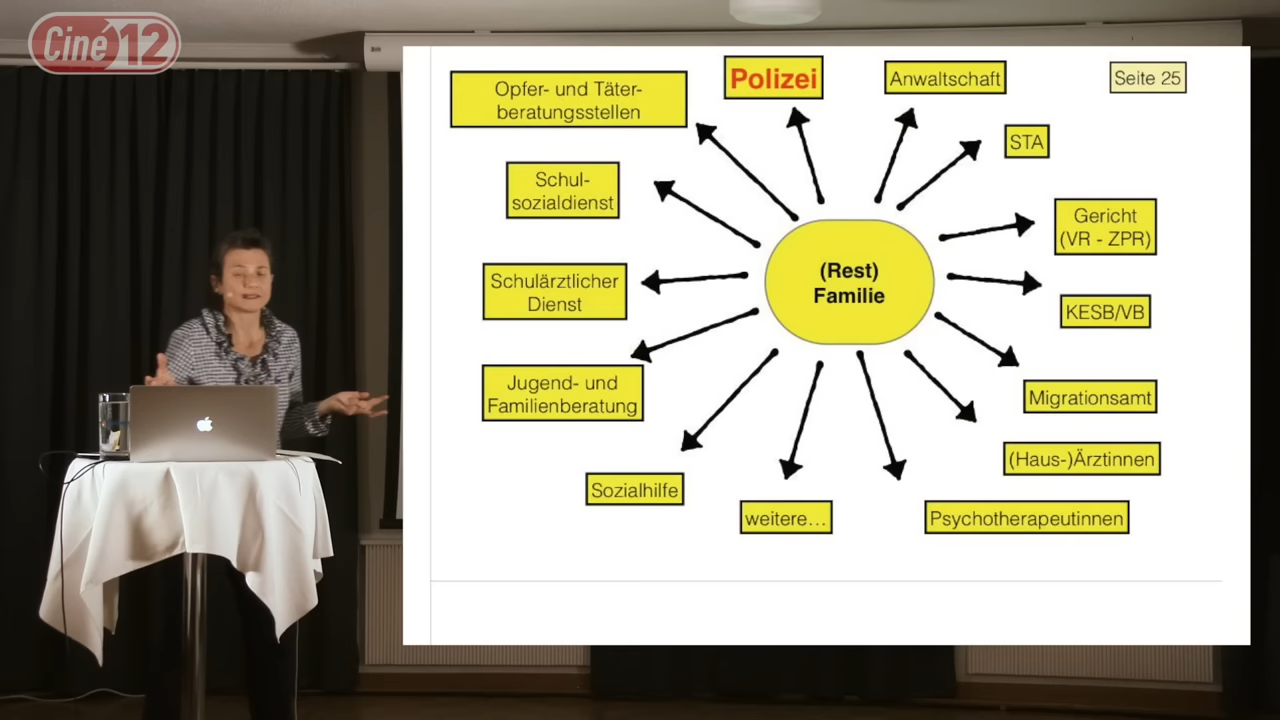 Ciné 12
Polizei
Anwaltschaft
Seite 25
Opfer- und Täter-
beratungsstellen
STA
Schul-
sozialdienst
Gericht
(VR - ZPR)
Schulärztlicher
Dienst
(Rest)
Familie
KESB/VB
Jugend- und
Familienberatung
Migrationsamt
(Haus-)Ärztinnen
Sozialhilfe
weitere...
Psychotherapeutinnen